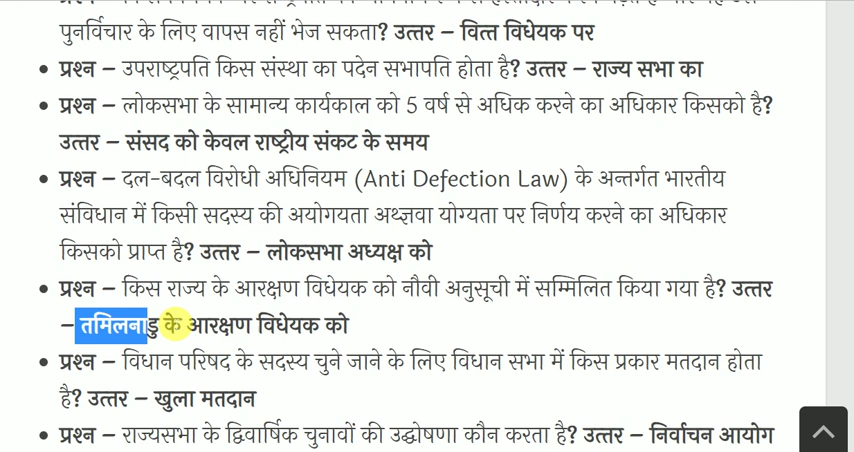 पुनर्विचार के लिए वापस नहीं भेज सकता? उत्तर – वित्त विधेयक पर
प्रश्न – उपराष्ट्रपति किस संस्था का पदेन सभापति होता है? उत्तर – राज्य सभा का
प्रश्न – लोकसभा के सामान्य कार्यकाल को 5 वर्ष से अधिक करने का अधिकार किसको है?
उत्तर – संसद को केवल राष्ट्रीय संकट के समय
प्रश्न – दल-बदल विरोधी अधिनियम (Anti Defection Law) के अन्तर्गत भारतीय
संविधान में किसी सदस्य की अयोगयता अथ्ज्ञवा योग्यता पर निर्णय करने का अधिकार
किसको प्राप्त है? उत्तर – लोकसभा अध्यक्ष को
प्रश्न – किस राज्य के आरक्षण विधेयक को नौवी अनुसूची में सम्मिलित किया गया है? उत्तर
– तमिलनाडु के आरक्षण विधेयक को
प्रश्न – विधान परिषद के सदस्य चुने जाने के लिए विधान सभा में किस प्रकार मतदान होता
है? उत्तर – खुला मतदान
प्रश्न – राज्यसभा के द्विवार्षिक चुनावों की उद्घोषणा कौन करता है? उत्तर – निर्वाचन आयोग